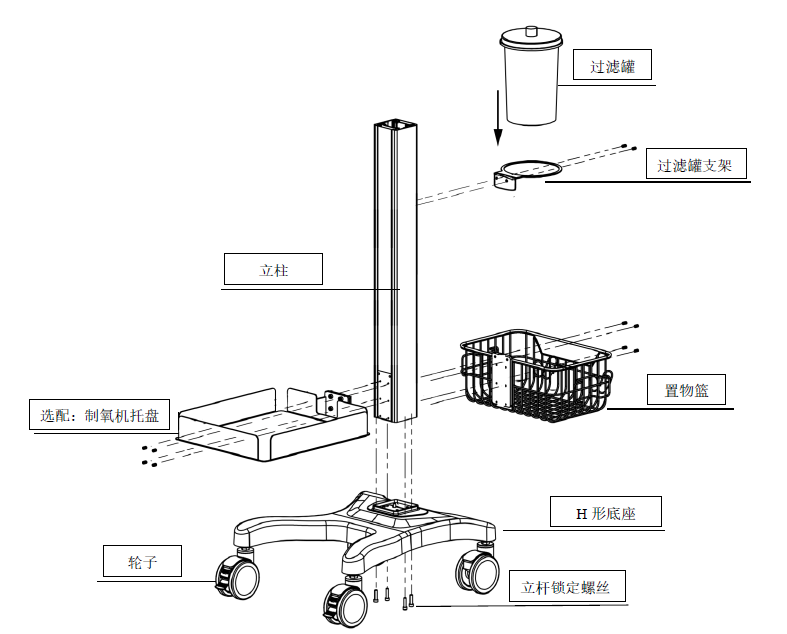 过滤罐
过滤罐支架
立柱
置物篮
选配：制氧机托盘
H 形底座
轮子
立杆锁定螺丝